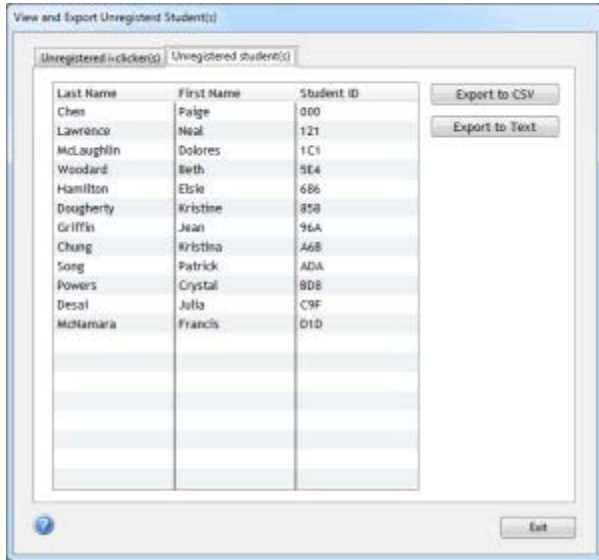 View and Export Unregisterd Student(s)
Unregistered i>clicker(s) Unregistered student(s)
Last Name First Name Student ID
Export to CSV
Chen Paige 000
Lawrence Neal 121
Export to Text
McLaughlin Dolores 1C1
Woodard Beth 5E4
Hamilton Elsie 686
Dougherty Kristine 858
Griffin Jean 96A
Chung Kristina A6B
Song Patrick ADA
Powers Crystal BDB
Desai Julia C9F
McNamara Francis D1D
Exit